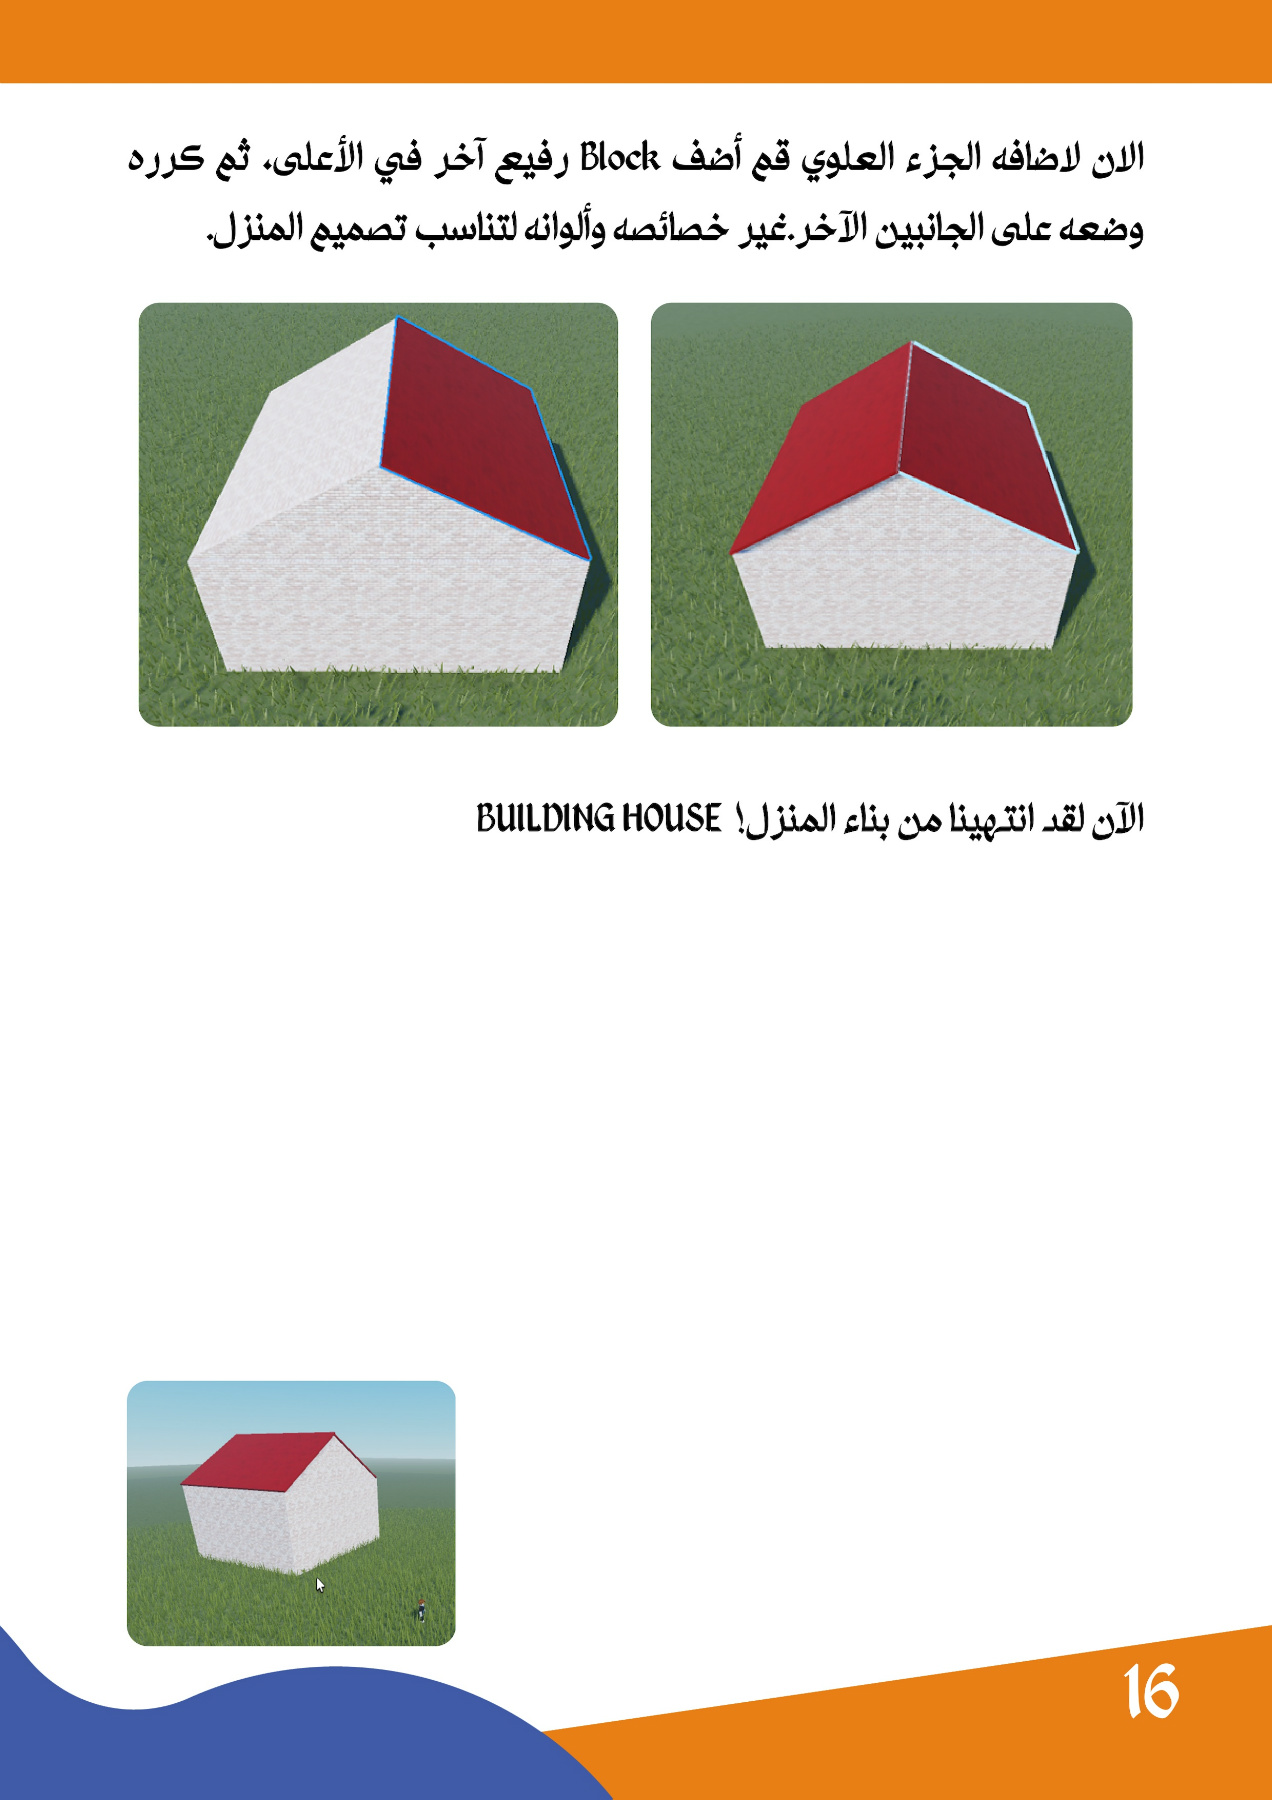 الان لاضافه الجزء العلوي قم أضف Block رفيع آخر في الأعلى. ثم كرره
وضعه على الجانبين الآخر.غير خصائصه وألوانه لتناسب تصميم المنزل.
الآن لقد انتهينا من بناء المنزل! BUILDING HOUSE
16